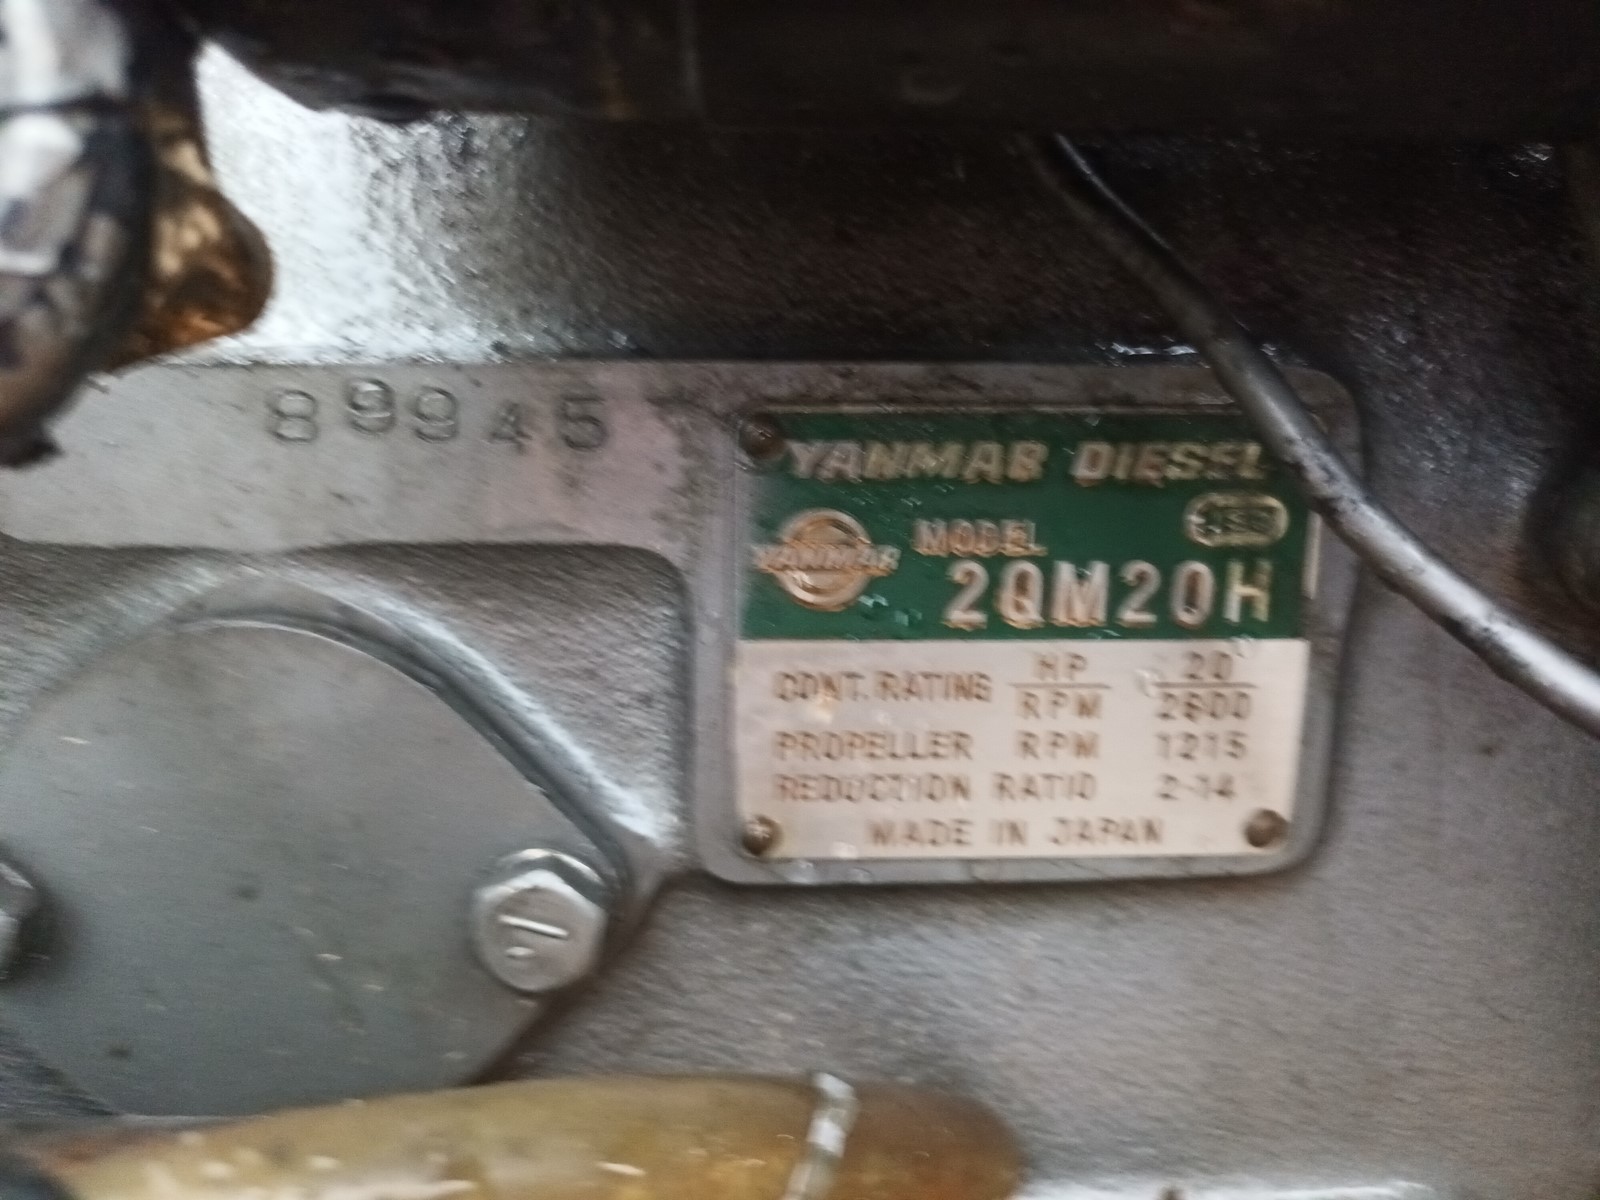 89945
YANMAR DIESEL
YANMAR
MODEL
2QM20H
CONT. RATING HP/RPM 20/2600
PROPELLER RPM 1215
REDUCTION RATIO 2-14
MADE IN JAPAN